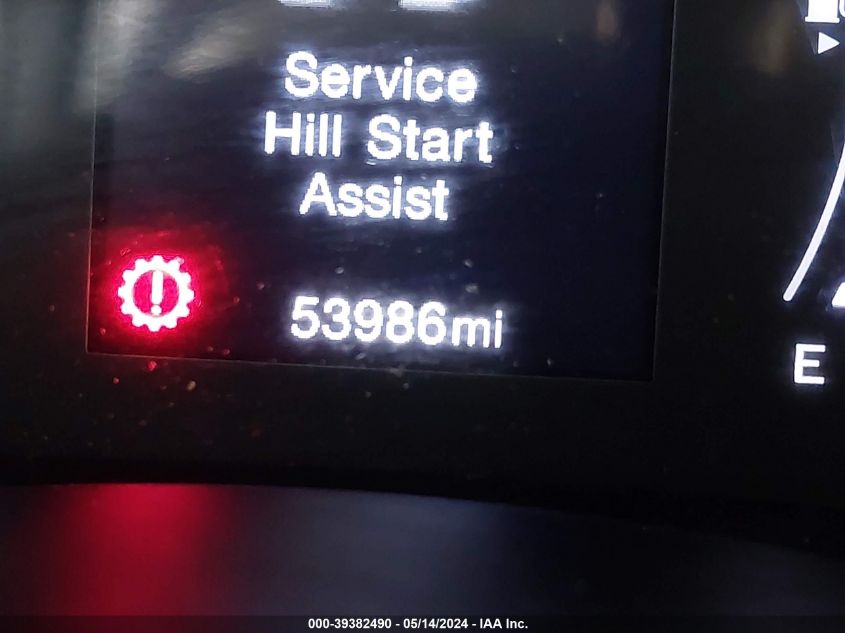 Service
Hill Start
Assist
53986mi
E
000-39382490 - 05/14/2024 - IAA Inc.